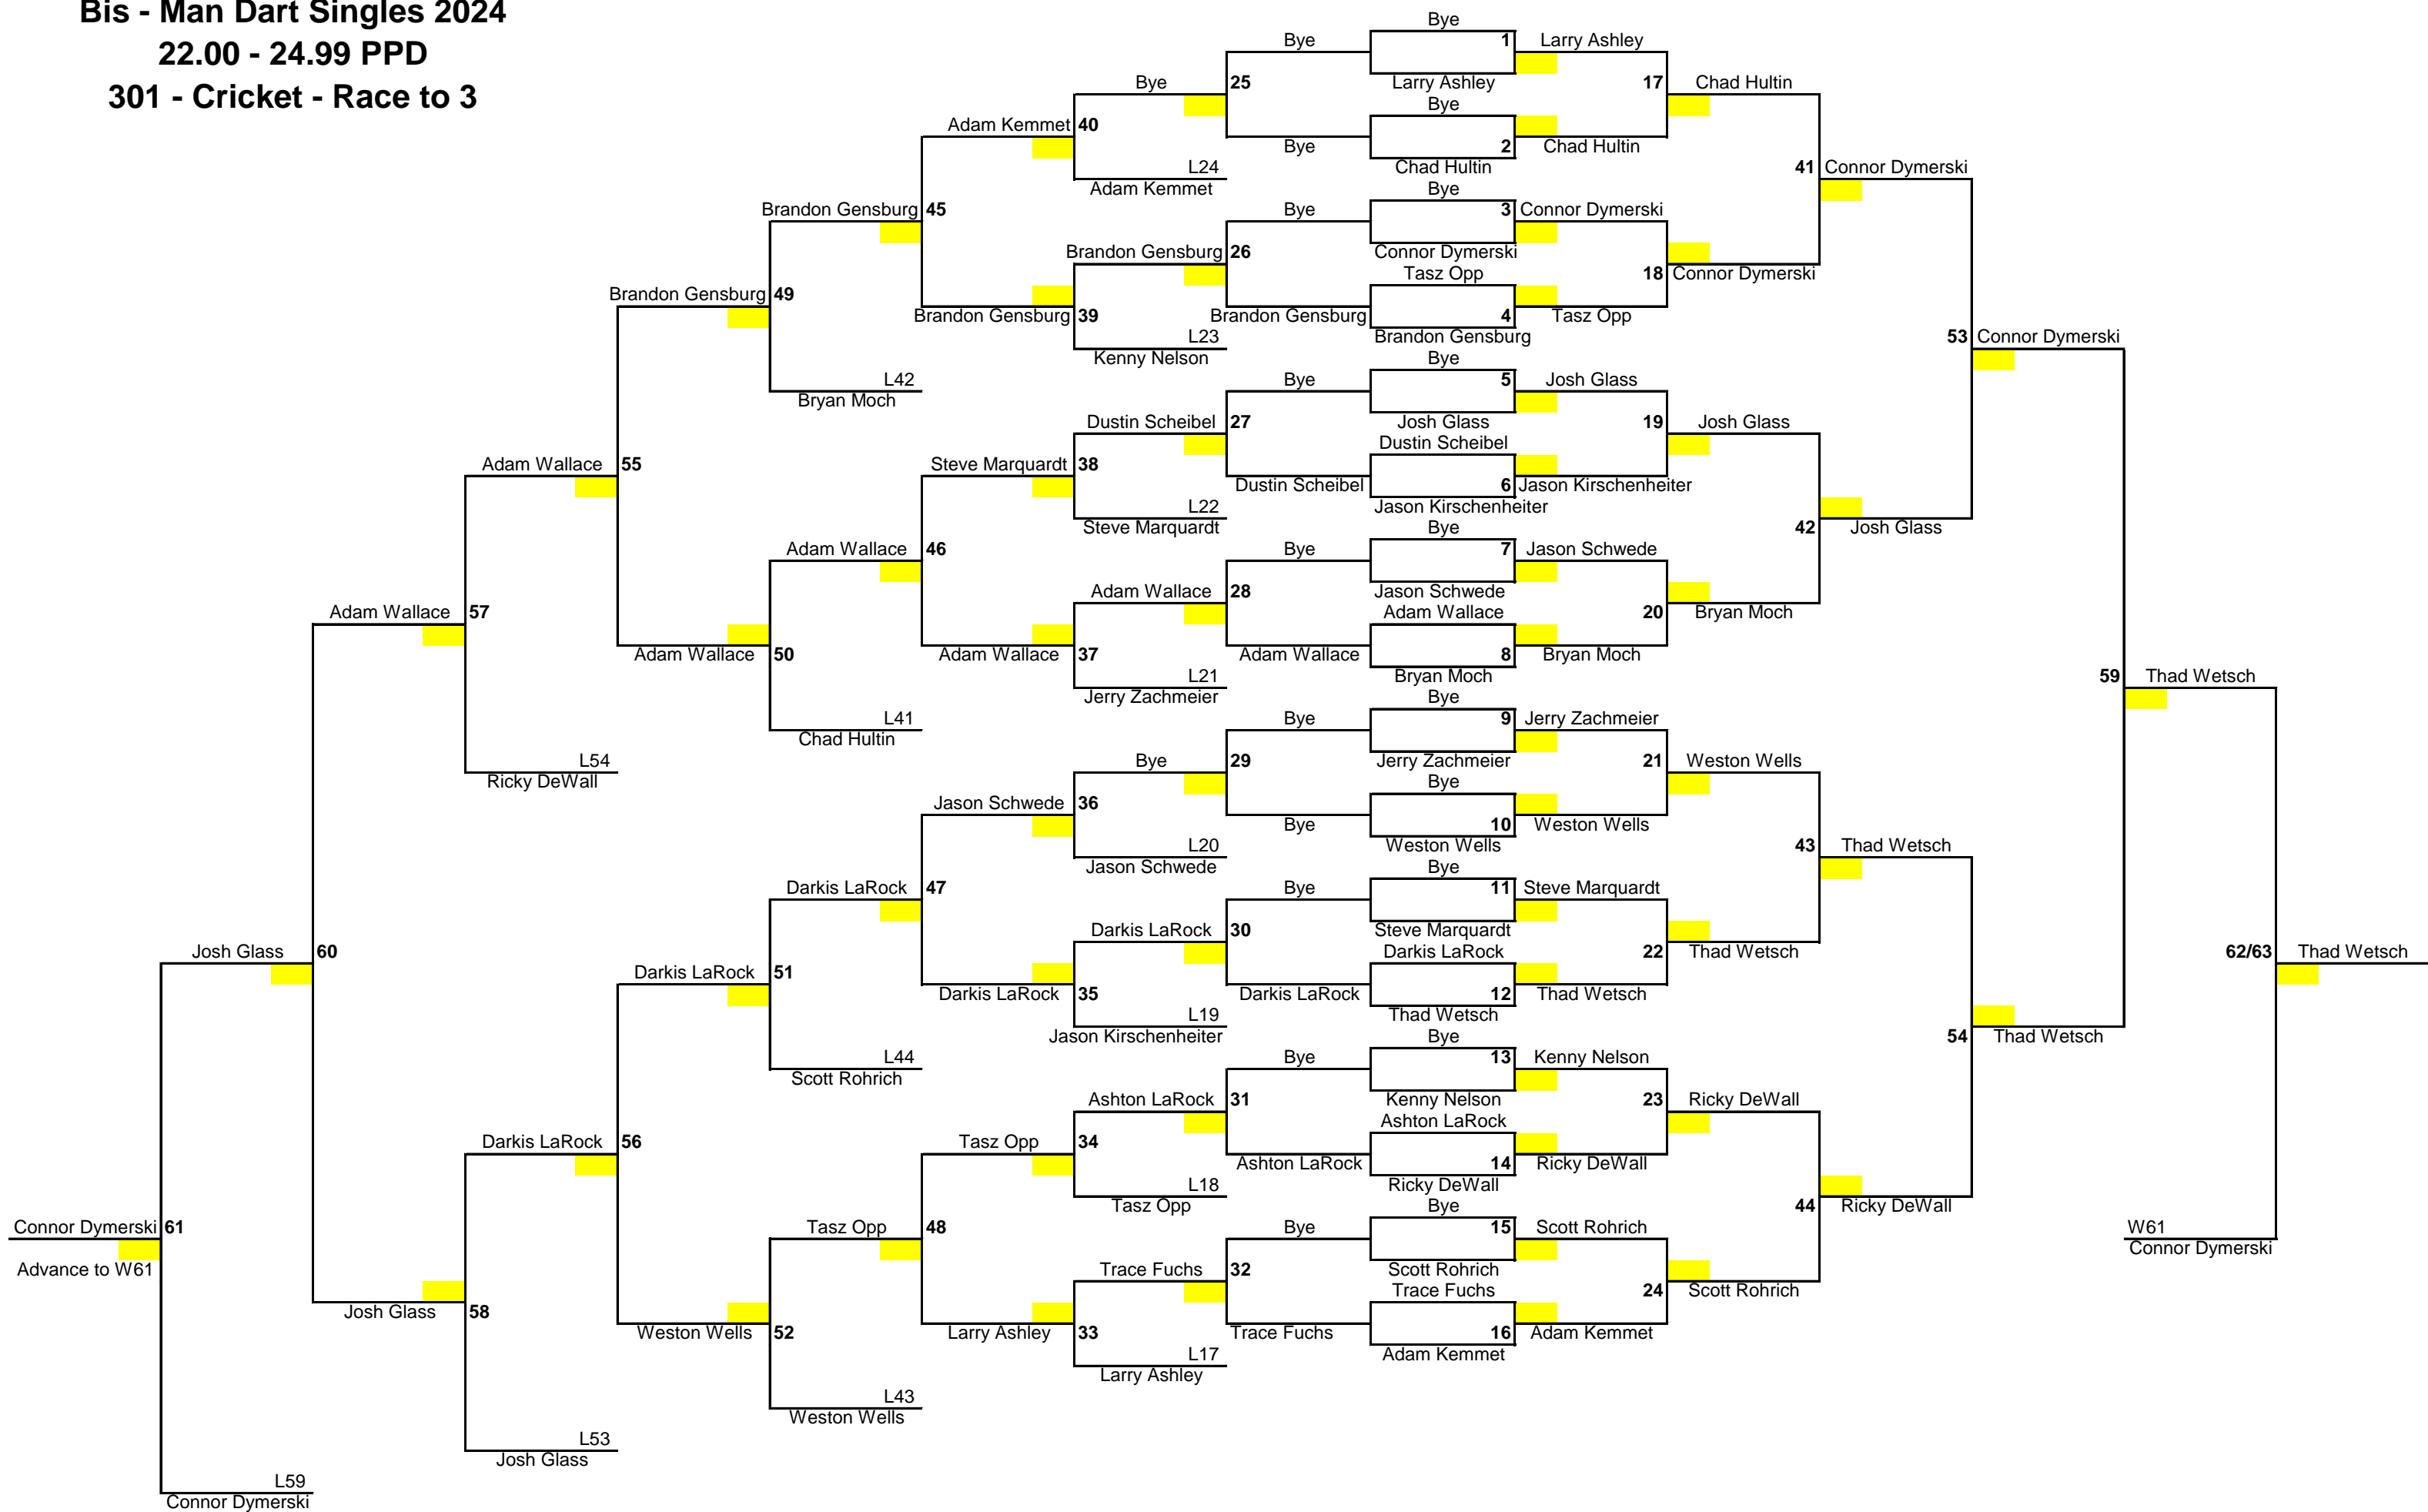 Bis - Man Dart Singles 2024
22.00 - 24.99 PPD
301 - Cricket - Race to 3
Bye
Bye 1 Larry Ashley
Bye 25 Larry Ashley 17 Chad Hultin
Bye
Adam Kemmet 40 Bye 2 Chad Hultin
L24 Chad Hultin 41 Connor Dymerski
Adam Kemmet Bye
Brandon Gensburg 45 Bye 3 Connor Dymerski
Brandon Gensburg 26 Connor Dymerski 18 Connor Dymerski
Tasz Opp
Brandon Gensburg 49 Brandon Gensburg 39 Brandon Gensburg 4 Tasz Opp
L23 Brandon Gensburg 53 Connor Dymerski
Kenny Nelson Bye
L42 Bye 5 Josh Glass
Bryan Moch
Dustin Scheibel 27 Josh Glass 19 Josh Glass
Dustin Scheibel
Adam Wallace 55 Steve Marquardt 38 Dustin Scheibel 6 Jason Kirschenheiter
L22 Jason Kirschenheiter
Steve Marquardt Bye 42 Josh Glass
Adam Wallace 46 Bye 7 Jason Schwede
Adam Wallace 57 Adam Wallace 28 Jason Schwede 20 Bryan Moch
Adam Wallace
Adam Wallace 50 Adam Wallace 37 Adam Wallace 8 Bryan Moch
L21 Bryan Moch 59 Thad Wetsch
Jerry Zachmeier Bye
L41 Bye 9 Jerry Zachmeier
Chad Hultin
L54 Bye 29 Jerry Zachmeier 21 Weston Wells
Ricky DeWall Bye
Jason Schwede 36 Bye 10 Weston Wells
L20 Weston Wells 43 Thad Wetsch
Jason Schwede Bye
Darkis LaRock 47 Bye 11 Steve Marquardt
Darkis LaRock 30 Steve Marquardt 22 Thad Wetsch
Josh Glass 60 Darkis LaRock 62/63 Thad Wetsch
Darkis LaRock 51 Darkis LaRock 35 Darkis LaRock 12 Thad Wetsch
L19 Thad Wetsch
Jason Kirschenheiter Bye 54 Thad Wetsch
L44 Bye 13 Kenny Nelson
Scott Rohrich
Ashton LaRock 31 Kenny Nelson 23 Ricky DeWall
Ashton LaRock
Darkis LaRock 56 Tasz Opp 34 Ashton LaRock 14 Ricky DeWall
L18 Ricky DeWall
Tasz Opp Bye 44 Ricky DeWall
Connor Dymerski 61 Tasz Opp 48 Bye 15 Scott Rohrich W61
Connor Dymerski
Advance to W61 Trace Fuchs 32 Scott Rohrich 24 Scott Rohrich
Trace Fuchs
Josh Glass 58 Weston Wells 52 Larry Ashley 33 Trace Fuchs 16 Adam Kemmet
L17 Adam Kemmet
Larry Ashley
L43
Weston Wells
L53
Josh Glass
L59
Connor Dymerski